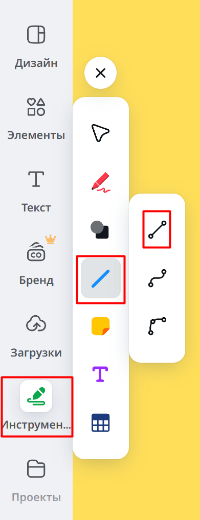 Дизайн
Элементы
Текст
Бренд
Загрузки
Инструмен...
Проекты